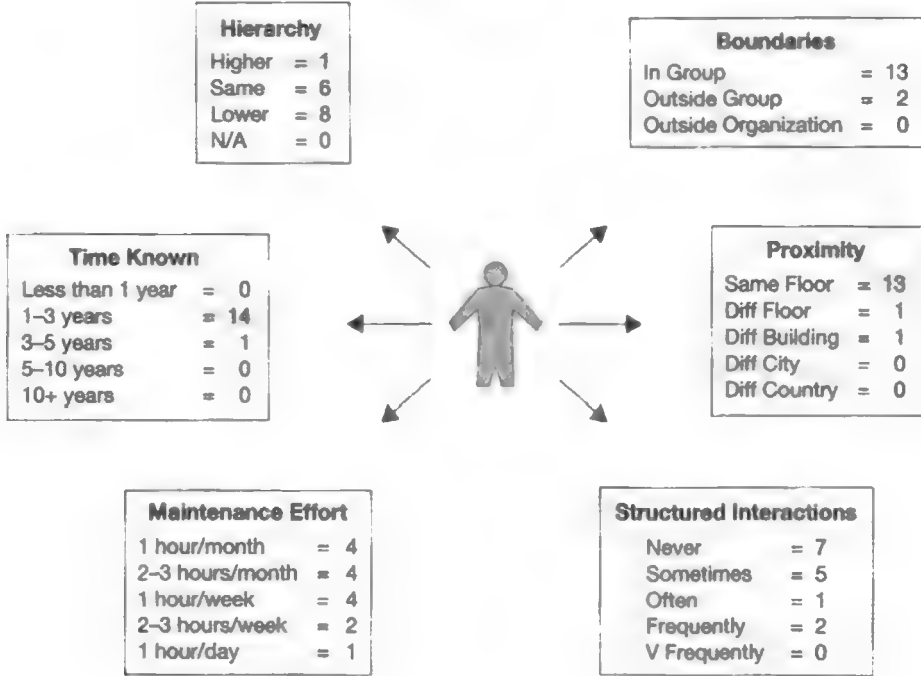 Hierarchy
Higher = 1
Same = 6
Lower = 8
N/A = 0
Boundaries
In Group = 13
Outside Group = 2
Outside Organization = 0
Time Known
Less than 1 year = 0
1–3 years = 14
3–5 years = 1
5–10 years = 0
10+ years = 0
Proximity
Same Floor = 13
Diff Floor = 1
Diff Building = 1
Diff City = 0
Diff Country = 0
Maintenance Effort
1 hour/month = 4
2–3 hours/month = 4
1 hour/week = 4
2–3 hours/week = 2
1 hour/day = 1
Structured Interactions
Never = 7
Sometimes = 5
Often = 1
Frequently = 2
V Frequently = 0